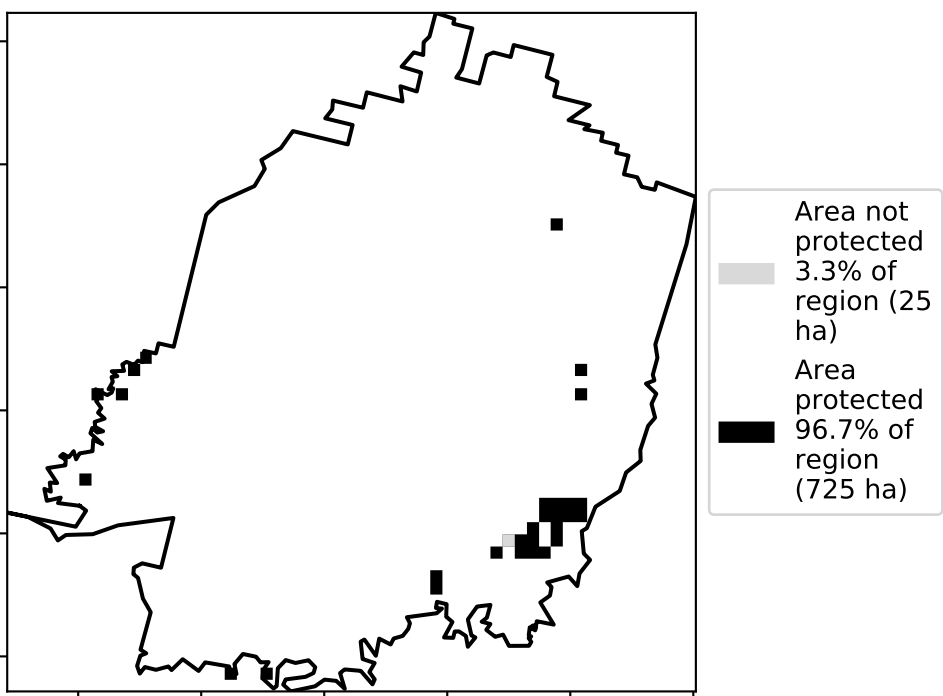 Area not
protected
3.3% of
region (25
ha)
Area
protected
96.7% of
region
(725 ha)